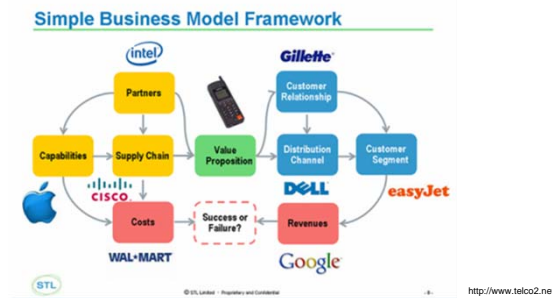 Simple Business Model Framework
intel
Gillette
Partners
Customer
Relationship
Capabilities
Supply Chain
Value
Proposition
Distribution
Channel
Customer
Segment
CISCO
DELL
easyJet
Costs
Success or
Failure?
Revenues
WAL•MART
Google
STL
© STL Limited • Proprietary and Confidential
http://www.telco2.ne